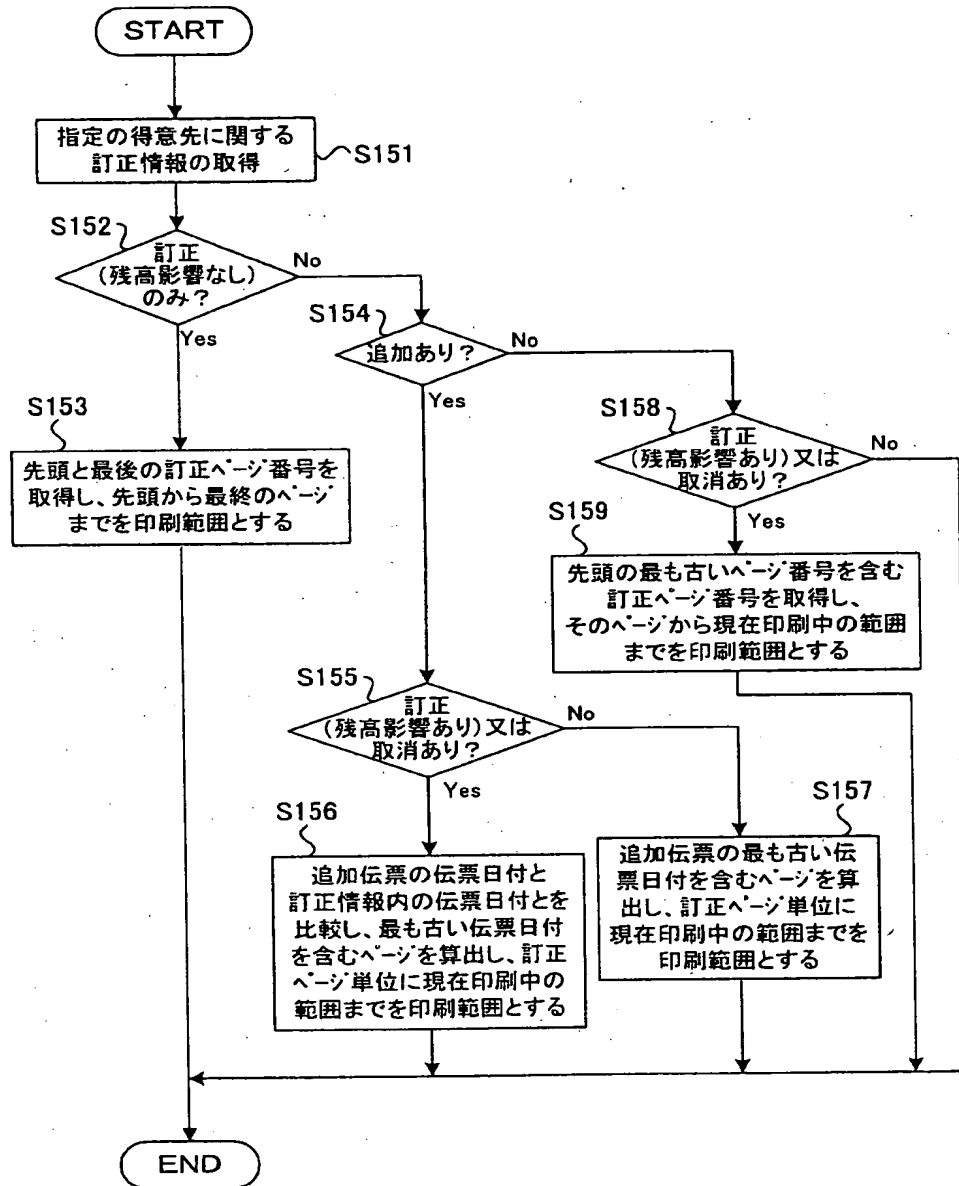 START
指定の得意先に関する
訂正情報の取得
S151
S152
訂正
(残高影響なし)
のみ?
No
Yes
S153
先頭と最後の訂正ページ番号を
取得し、先頭から最終のページ
までを印刷範囲とする
S154
追加あり?
No
Yes
S158
訂正
(残高影響あり)又は
取消あり?
No
Yes
S159
先頭の最も古いページ番号を含む
訂正ページ番号を取得し、
そのページから現在印刷中の範囲
までを印刷範囲とする
S155
訂正
(残高影響あり)又は
取消あり?
No
Yes
S156
追加伝票の伝票日付と
訂正情報内の伝票日付とを
比較し、最も古い伝票日付
を含むページを算出し、訂正
ページ単位に現在印刷中の
範囲までを印刷範囲とする
S157
追加伝票の最も古い伝
票日付を含むページを算
出し、訂正ページ単位に
現在印刷中の範囲までを
印刷範囲とする
END